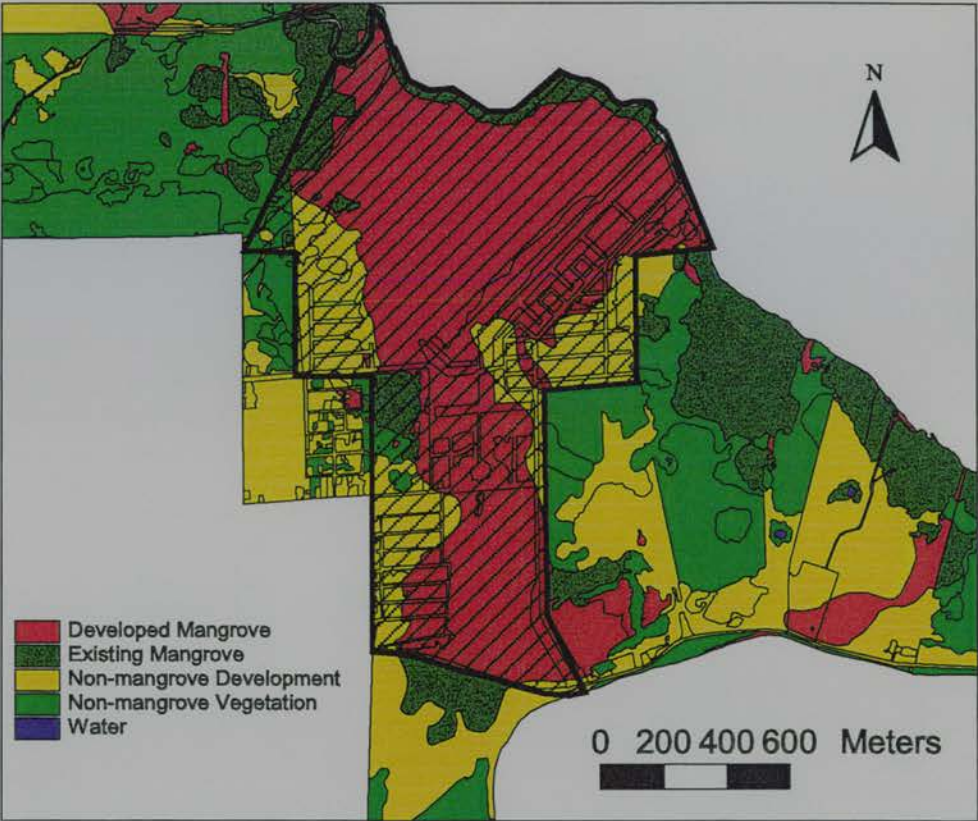 N
Developed Mangrove
Existing Mangrove
Non-mangrove Development
Non-mangrove Vegetation
Water
0 200 400 600 Meters